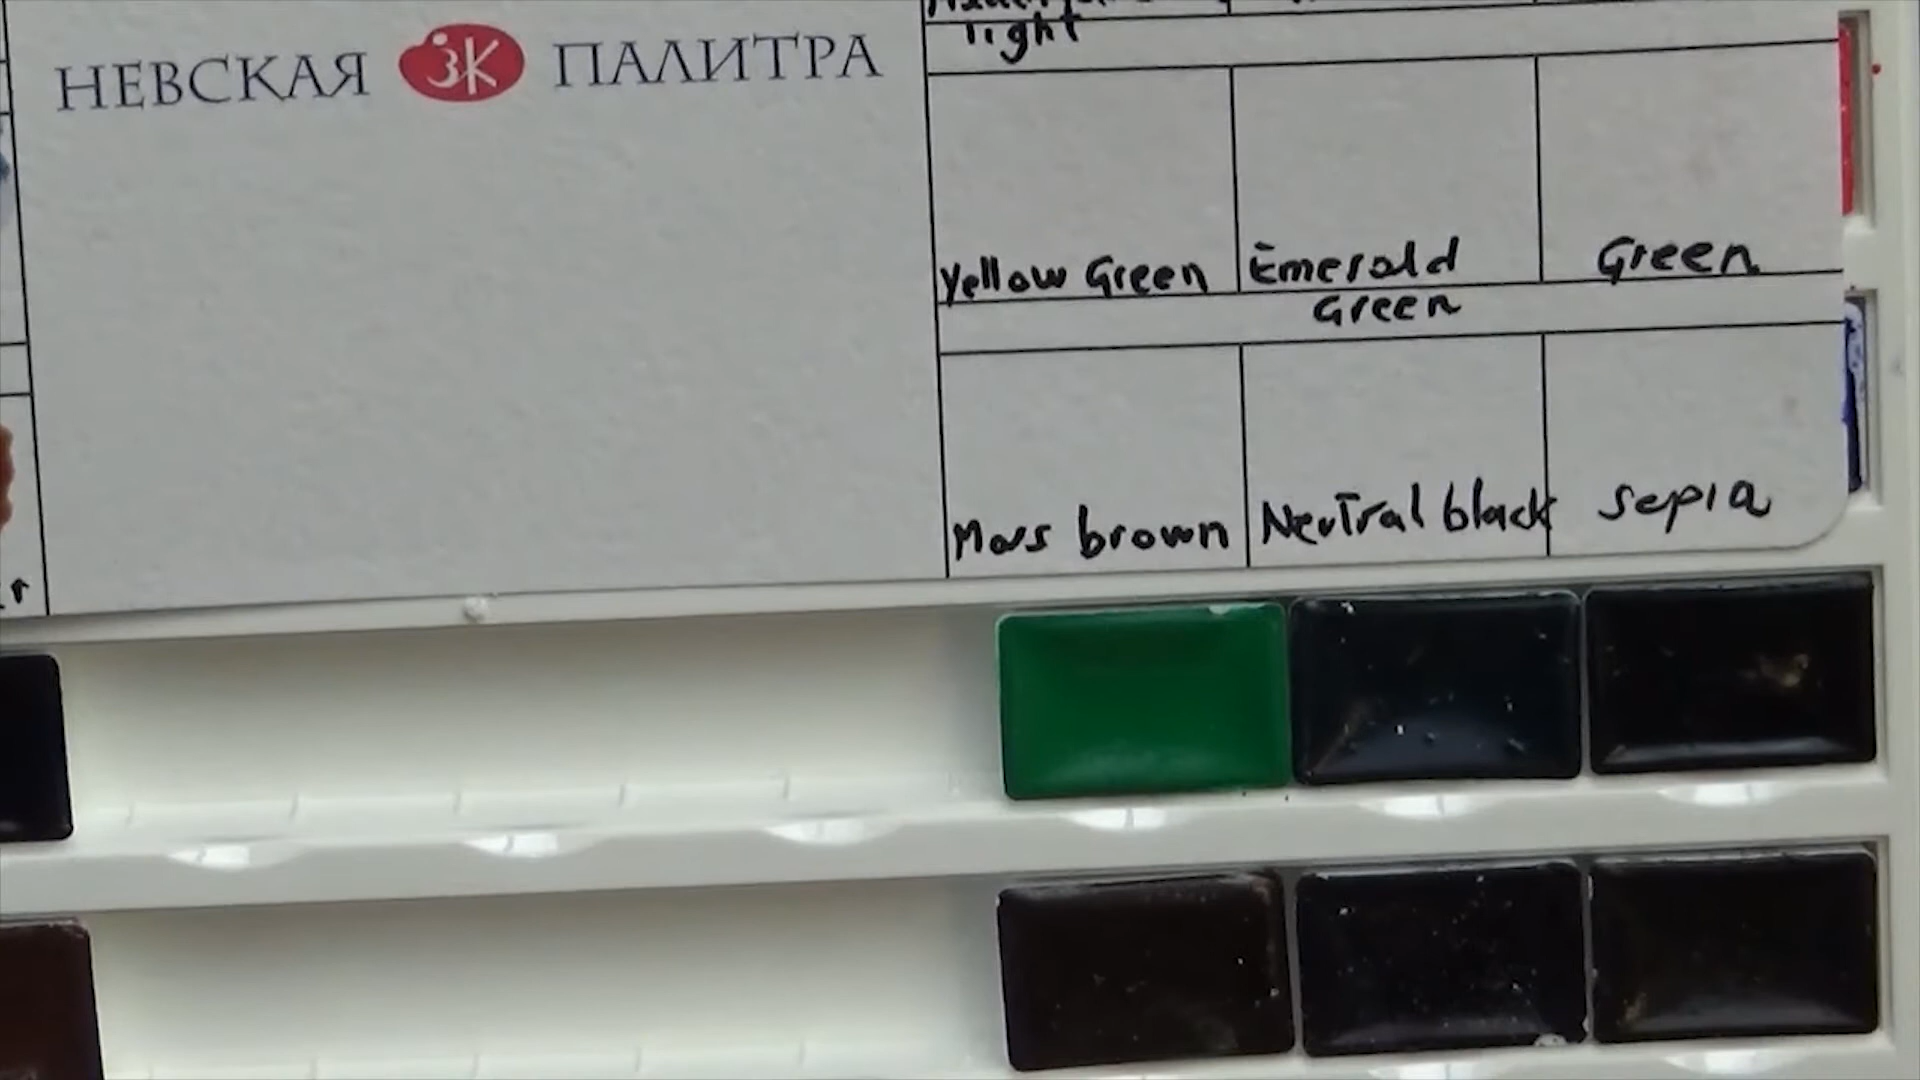 НЕВСКАЯ ЗК ПАЛИТРА
light
Yellow Green
Emerald
Green
Green
Mars brown
Neutral black
sepia